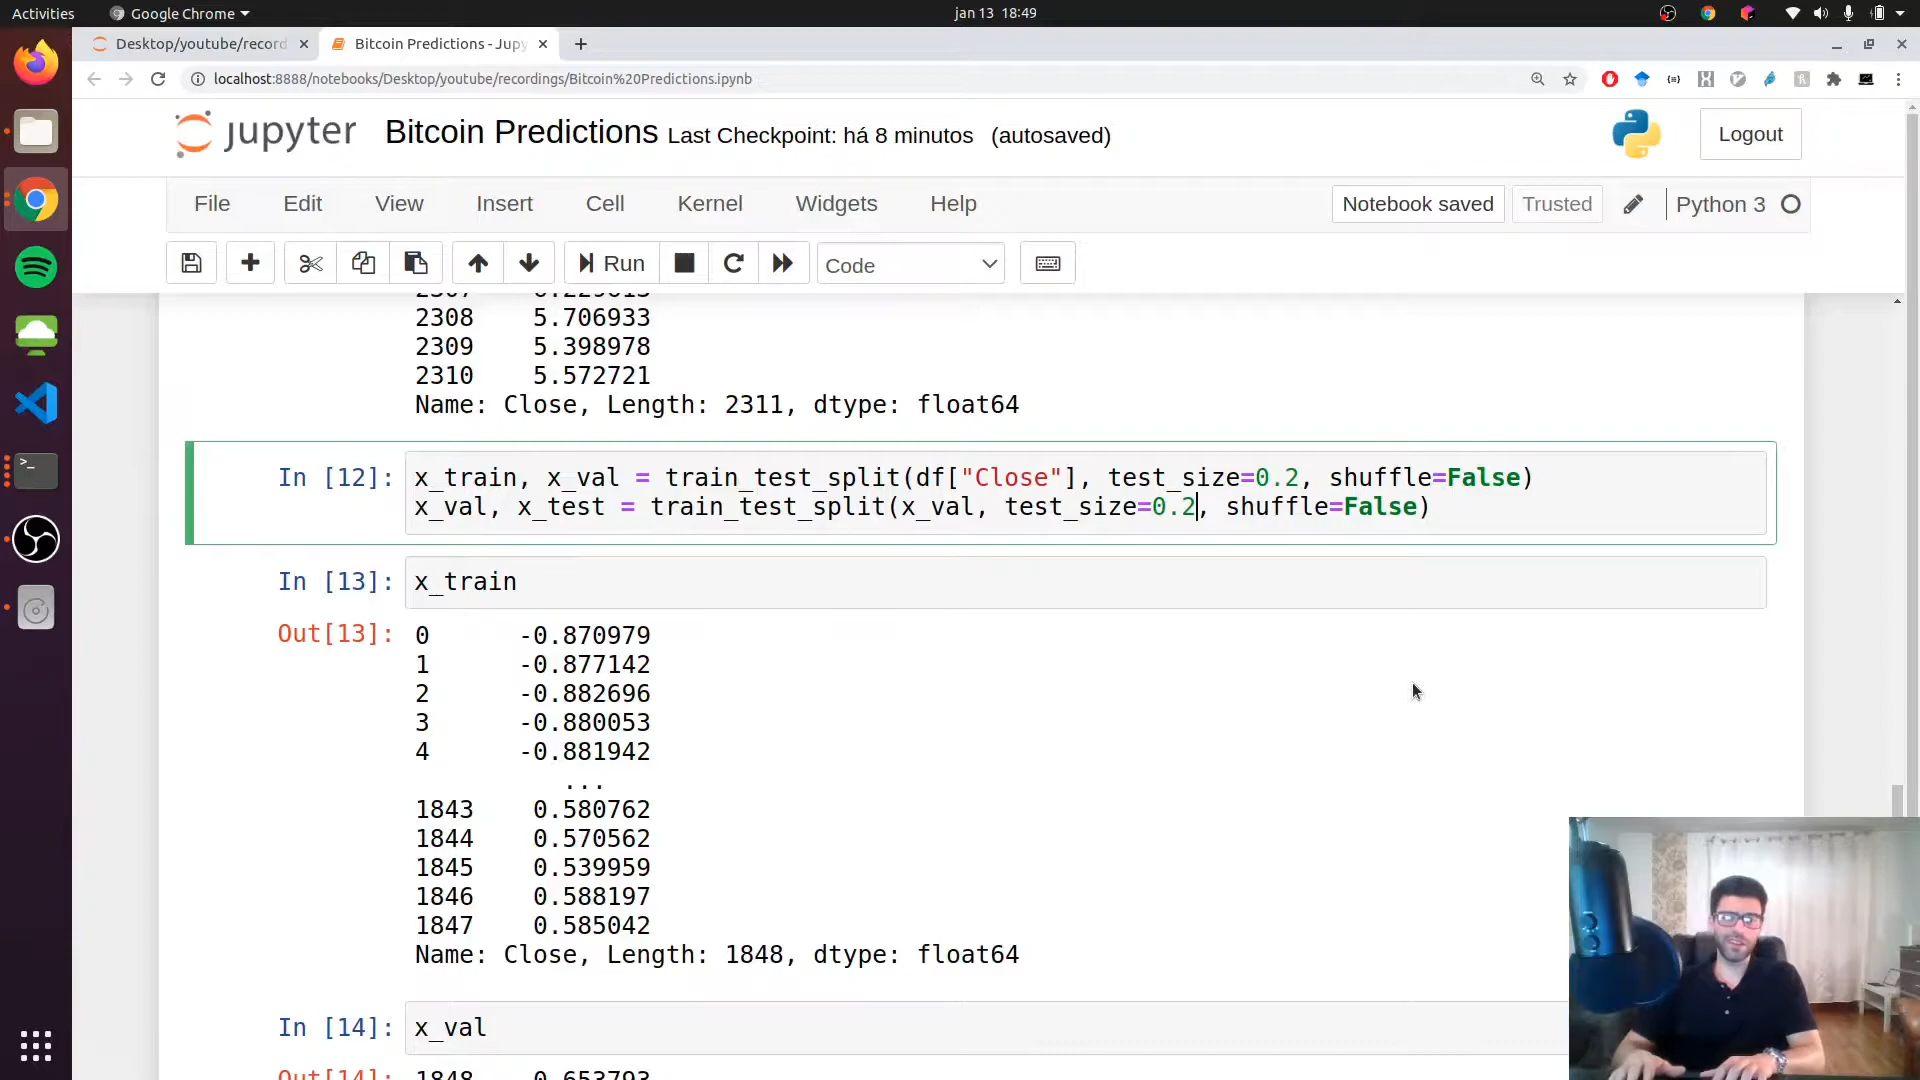 Activities
Google Chrome
jan 13 18:49
Desktop/youtube/record
Bitcoin Predictions - Jupy
localhost:8888/notebooks/Desktop/youtube/recordings/Bitcoin%20Predictions.ipynb
jupyter Bitcoin Predictions Last Checkpoint: há 8 minutos (autosaved)
Logout
File Edit View Insert Cell Kernel Widgets Help
Notebook saved Trusted Python 3
Run Code
2308 5.706933
2309 5.398978
2310 5.572721
Name: Close, Length: 2311, dtype: float64
In [12]: x_train, x_val = train_test_split(df["Close"], test_size=0.2, shuffle=False)
x_val, x_test = train_test_split(x_val, test_size=0.2, shuffle=False)
In [13]: x_train
Out[13]: 0 -0.870979
1 -0.877142
2 -0.882696
3 -0.880053
4 -0.881942
...
1843 0.580762
1844 0.570562
1845 0.539959
1846 0.588197
1847 0.585042
Name: Close, Length: 1848, dtype: float64
In [14]: x_val
Out[14]: 1848 0.653793